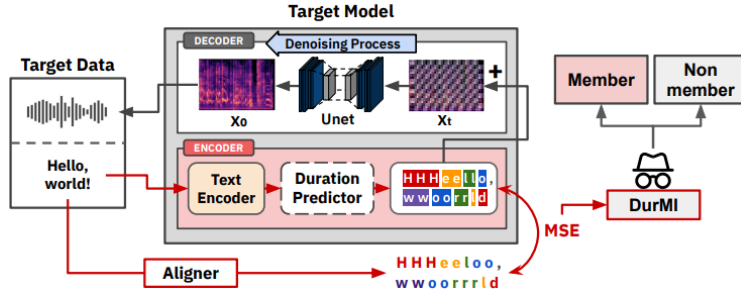 Target Model
DECODER
Denoising Process
Target Data
X0
Unet
Xt
+
Member
Non
member
Hello,
world!
ENCODER
Text
Encoder
Duration
Predictor
HHHeello,
wwoorrld
MSE
DurMI
Aligner
HHHeeloo,
wwoorrrld